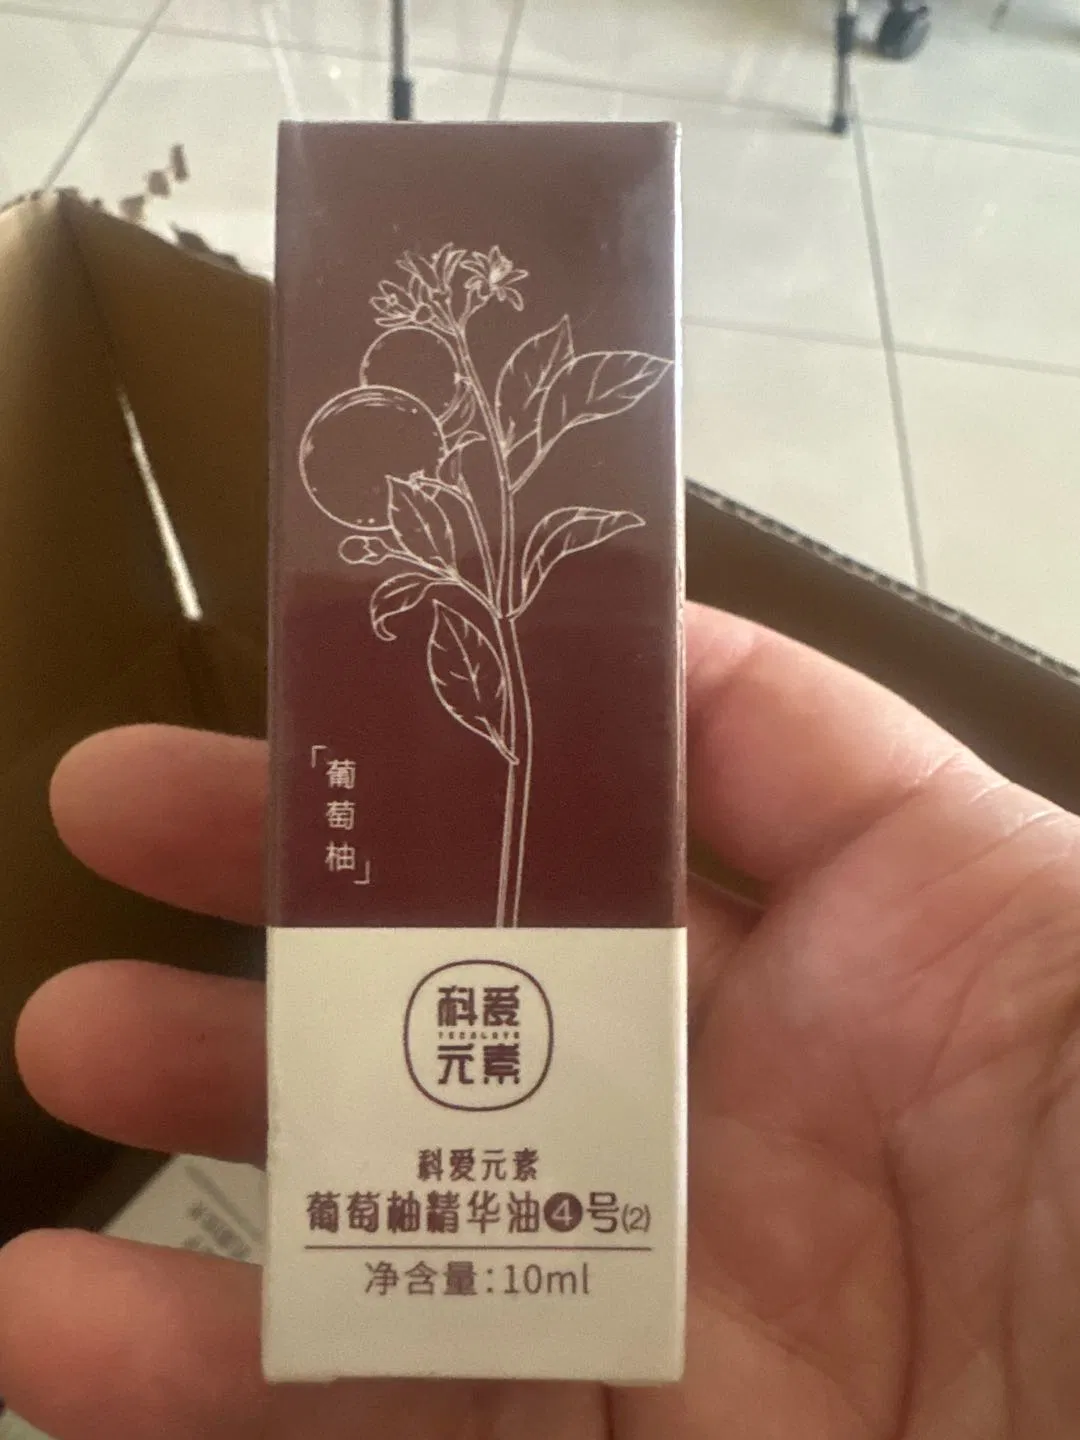 「葡萄柚」
科爱
元素
科爱元素
葡萄柚精华油4号(2)
净含量:10ml